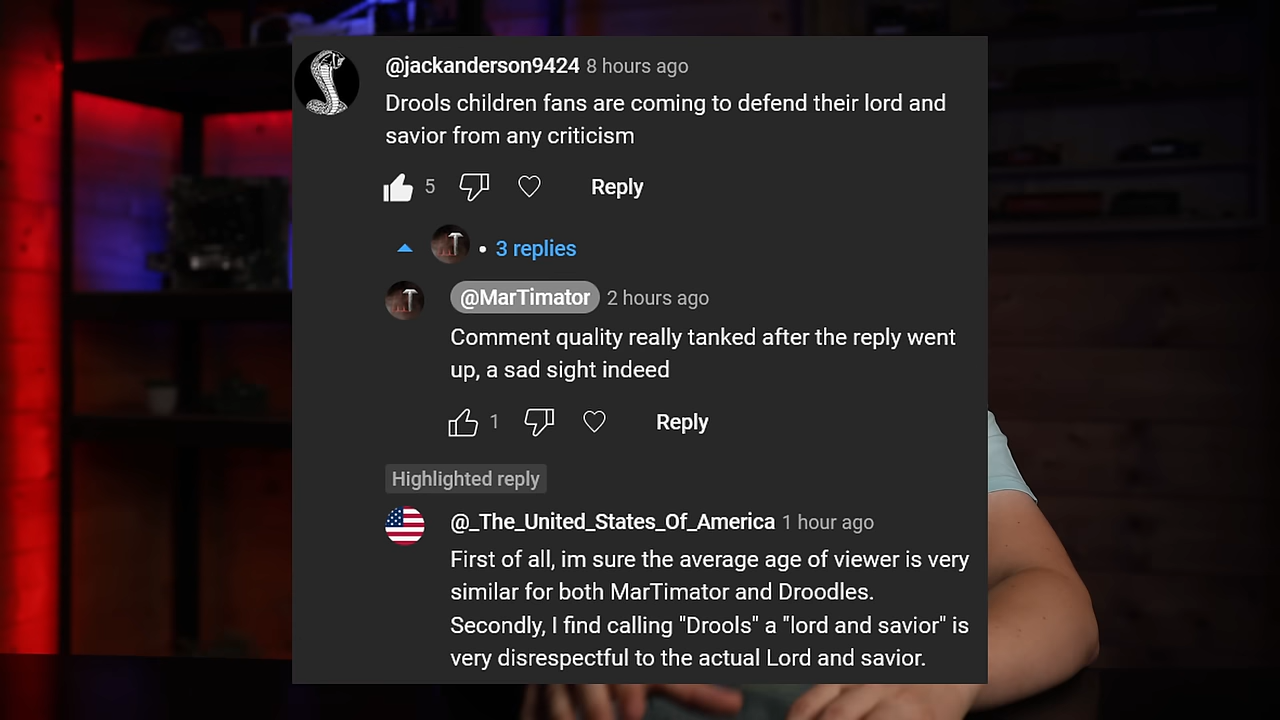 @jackanderson9424 8 hours ago
Drools children fans are coming to defend their lord and
savior from any criticism
5 Reply
• 3 replies
@MarTimator 2 hours ago
Comment quality really tanked after the reply went
up, a sad sight indeed
1 Reply
Highlighted reply
@_The_United_States_Of_America 1 hour ago
First of all, im sure the average age of viewer is very
similar for both MarTimator and Droodles.
Secondly, I find calling "Drools" a "lord and savior" is
very disrespectful to the actual Lord and savior.